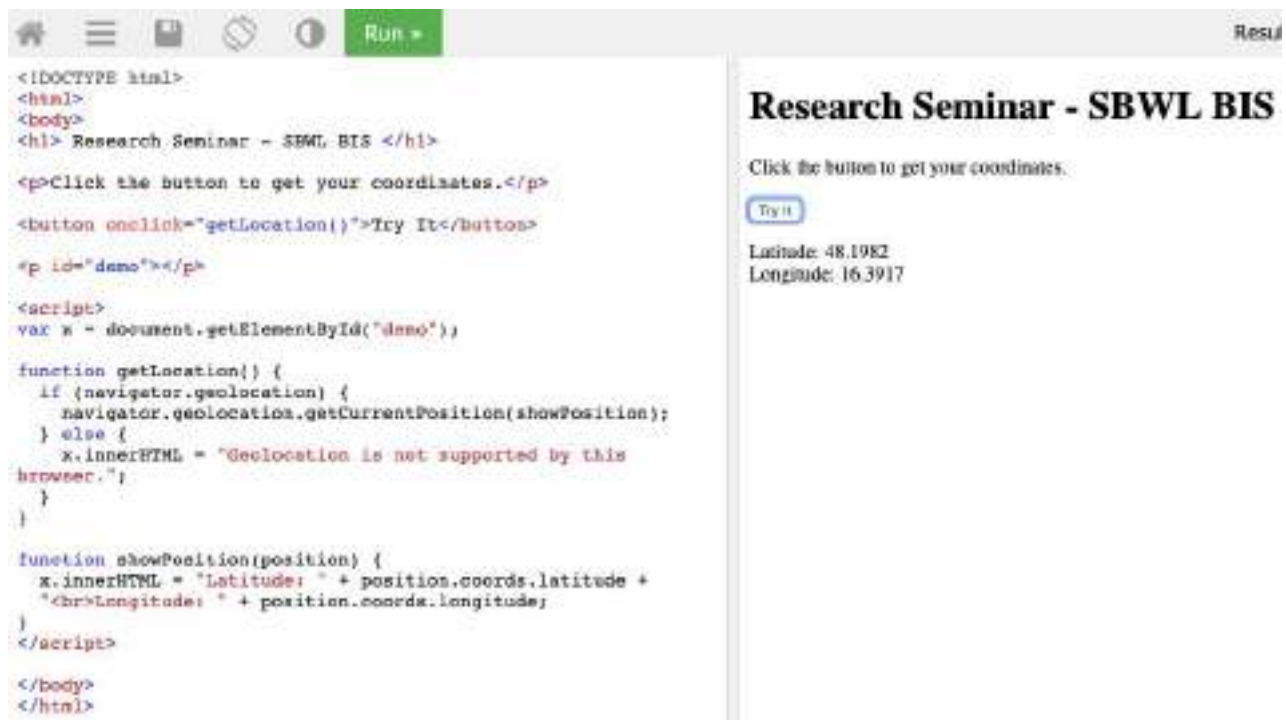 Run »
Resul
<!DOCTYPE html>
<html>
<body>
<h1> Research Seminar - SBWL BIS </h1>
<p>Click the button to get your coordinates.</p>
<button onclick="getLocation()">Try It</button>
<p id="demo"></p>
<script>
var x = document.getElementById("demo");
function getLocation() {
if (navigator.geolocation) {
navigator.geolocation.getCurrentPosition(showPosition);
} else {
x.innerHTML = "Geolocation is not supported by this
browser.";
}
}
function showPosition(position) {
x.innerHTML = "Latitude: " + position.coords.latitude +
"<br>Longitude: " + position.coords.longitude;
}
</script>
</body>
</html>
Research Seminar - SBWL BIS
Click the button to get your coordinates.
Try It
Latitude: 48.1982
Longitude: 16.3917